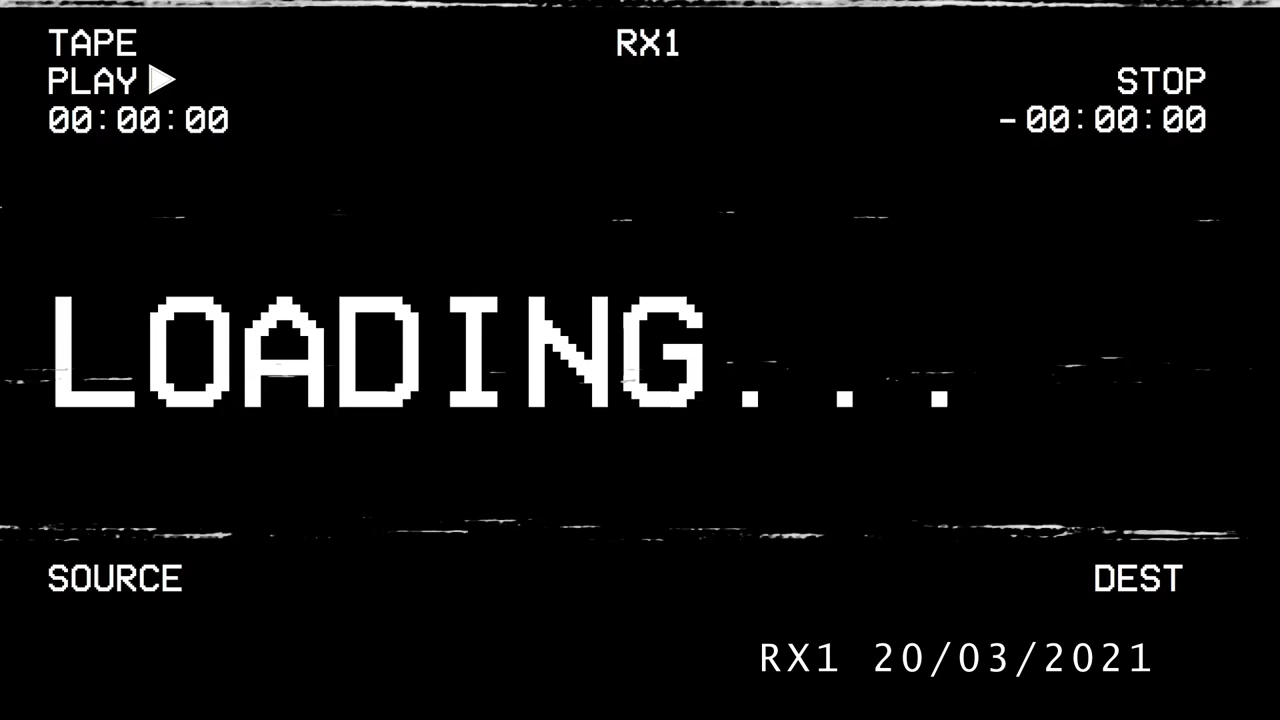 TAPE
RX1
PLAY
STOP
00:00:00
-00:00:00
LOADING...
SOURCE
DEST
RX1 20/03/2021